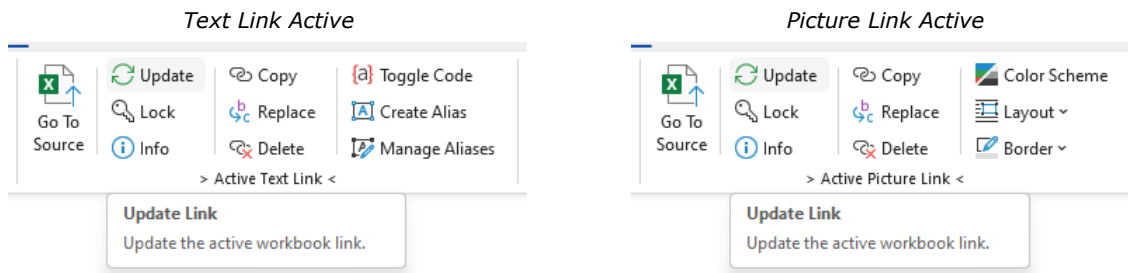 Text Link Active
Go To
Source
Update
Lock
Info
Copy
Replace
Delete
{a} Toggle Code
[A] Create Alias
Manage Aliases
> Active Text Link <
Update Link
Update the active workbook link.
Picture Link Active
Go To
Source
Update
Lock
Info
Copy
Replace
Delete
Color Scheme
Layout
Border
> Active Picture Link <
Update Link
Update the active workbook link.